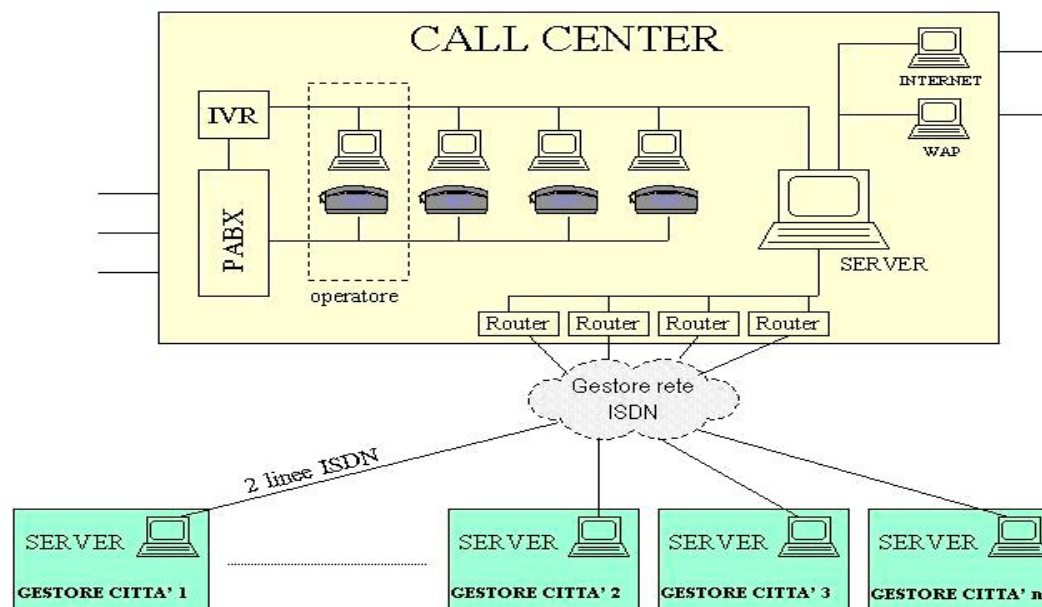 CALL CENTER
INTERNET
WAP
IVR
PABX
operatore
SERVER
Router
Router
Router
Router
Gestore rete
ISDN
2 linee ISDN
SERVER
GESTORE CITTA' 1
SERVER
GESTORE CITTA' 2
SERVER
GESTORE CITTA' 3
SERVER
GESTORE CITTA' n